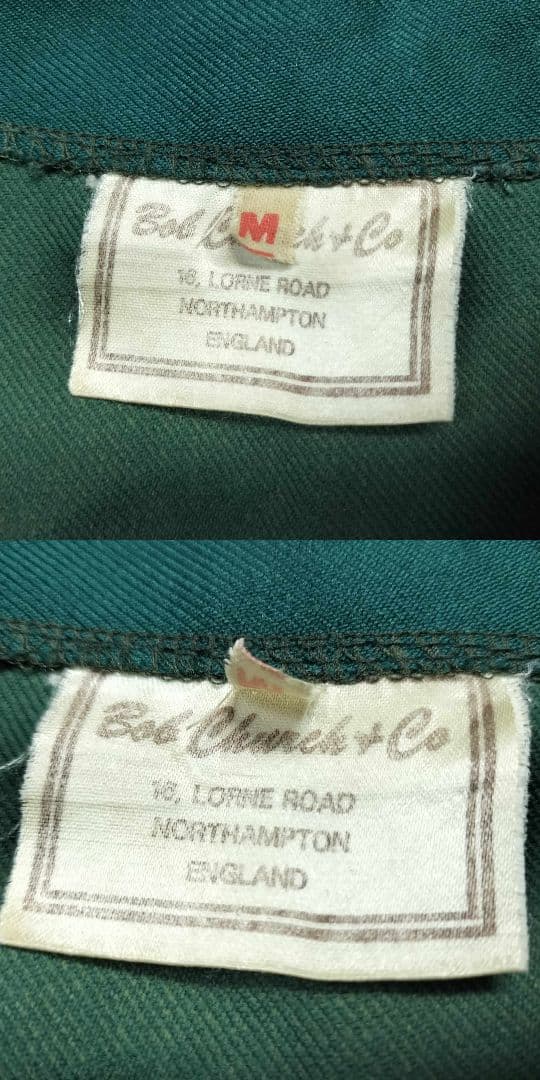 M
Bob Church & Co
16, LORNE ROAD
NORTHAMPTON
ENGLAND
Bob Church & Co
16, LORNE ROAD
NORTHAMPTON
ENGLAND